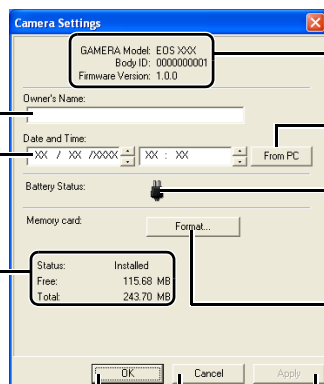 Camera Settings
GAMERA Model: EOS XXX
Body ID: 0000000001
Firmware Version: 1.0.0
Owner's Name:
Date and Time:
XX / XX /XXXX XX : XX From PC
Battery Status:
Memory card: Format...
Status: Installed
Free: 115.68 MB
Total: 243.70 MB
OK Cancel Apply